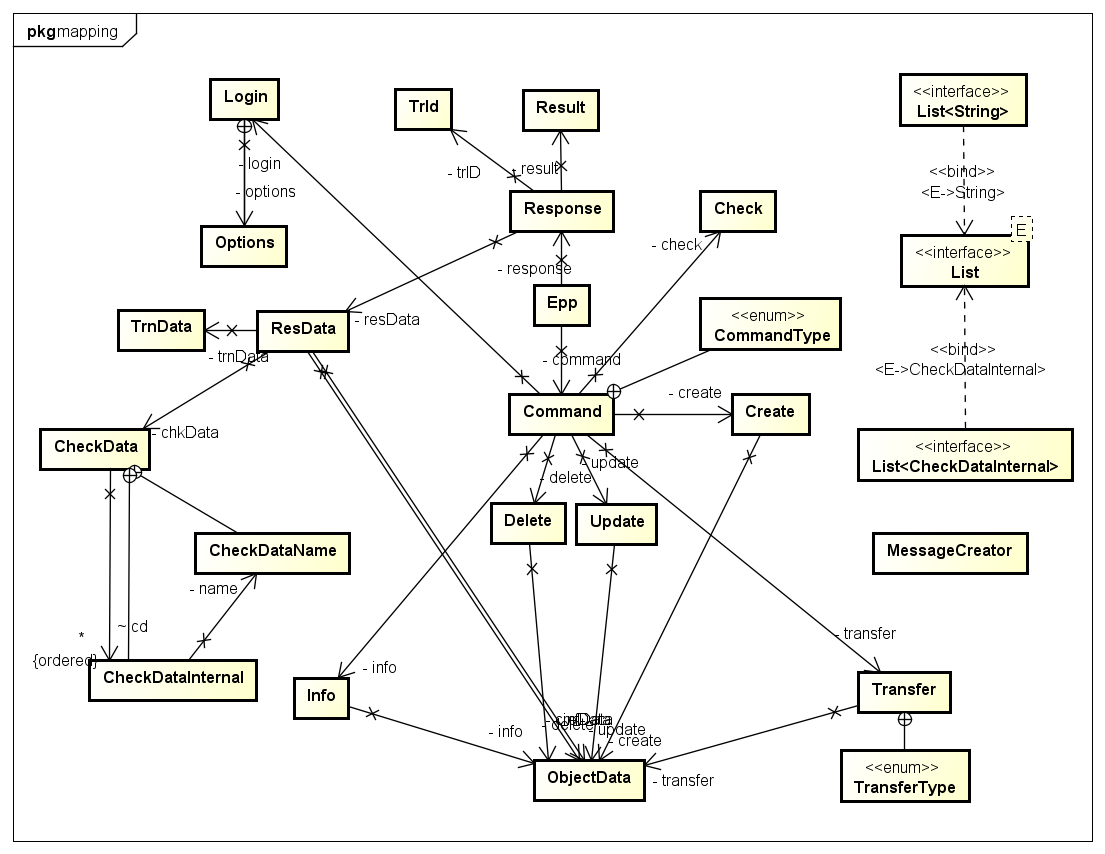 pkg mapping
Login
TrId
Result
<<interface>>
List<String>
- login
- trID
- result
<<bind>>
<E->String>
- options
Response
Check
E
Options
- check
<<interface>>
List
- response
Epp
TrnData
ResData
- resData
<<enum>>
CommandType
- trnData
- command
<<bind>>
<E->CheckDataInternal>
- create
Command
Create
- chkData
CheckData
<<interface>>
List<CheckDataInternal>
- update
- delete
Delete
Update
CheckDataName
MessageCreator
- name
~ cd
*
{ordered}
- transfer
CheckDataInternal
- info
Info
Transfer
- info
- delete
- update
- create
<<enum>>
TransferType
ObjectData
- transfer